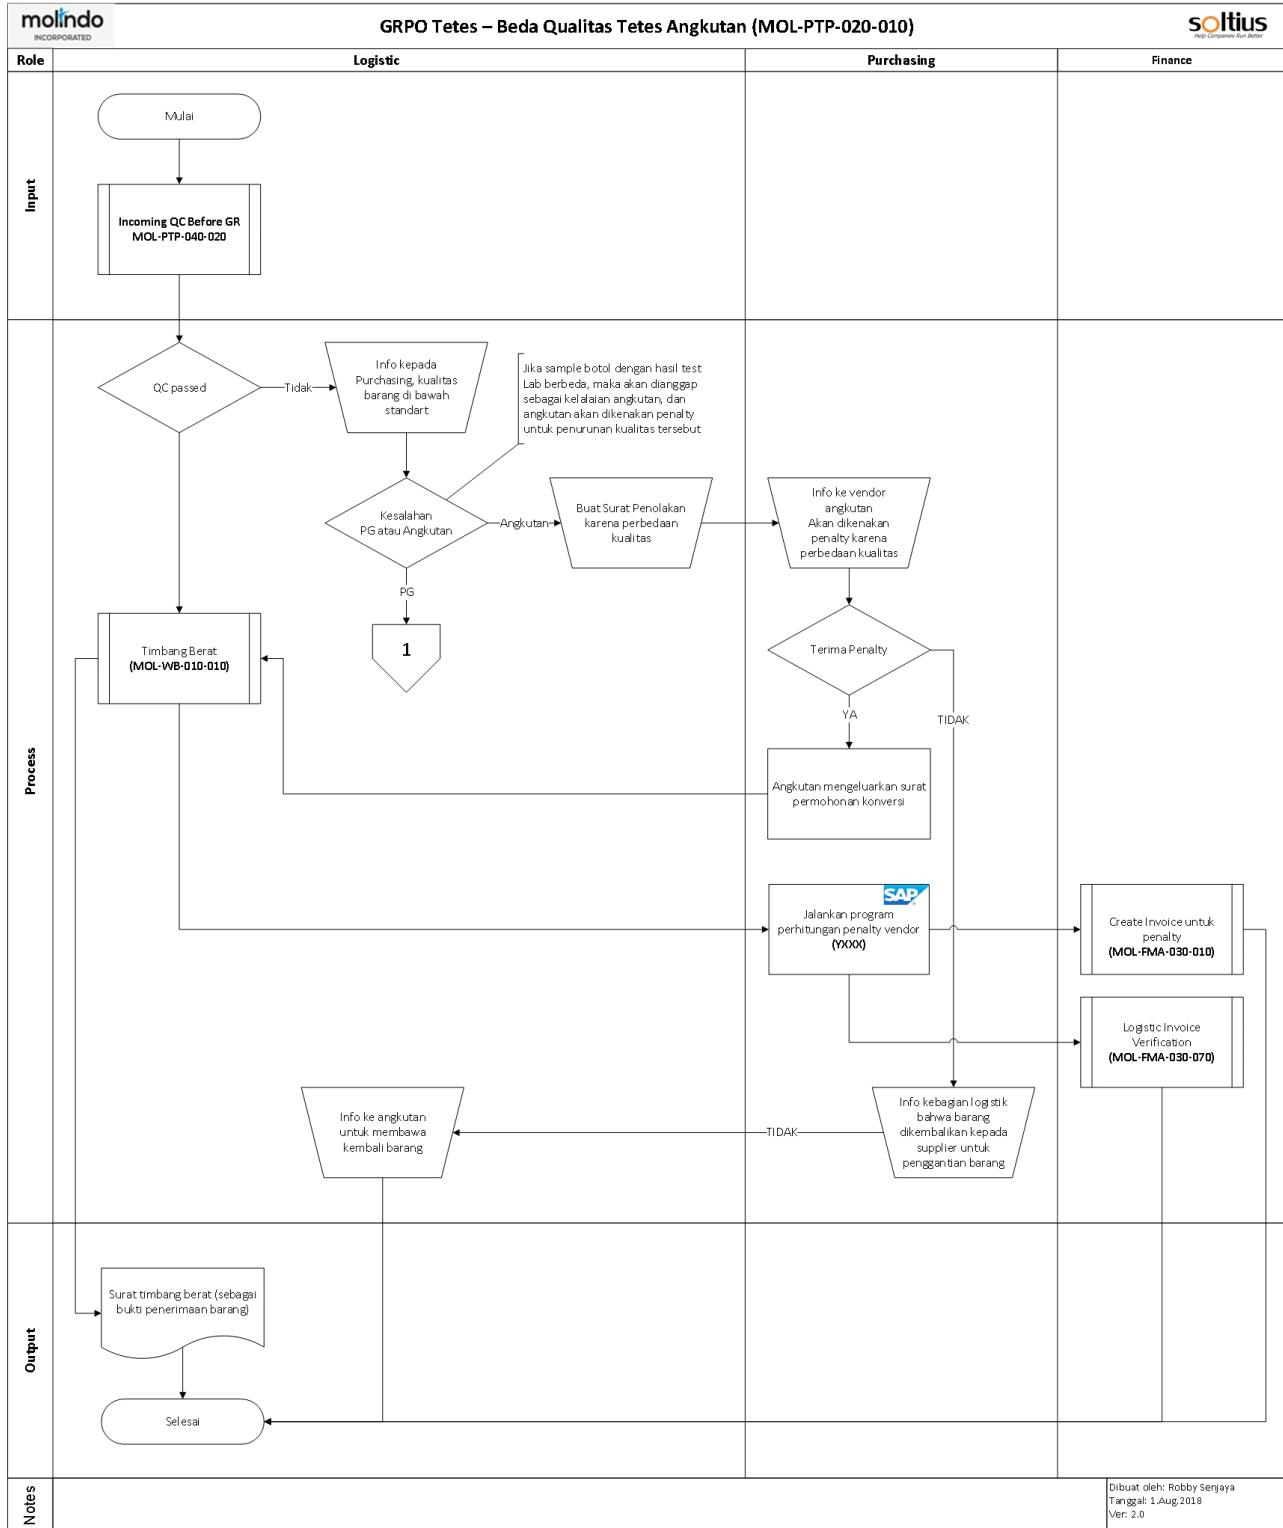 molindo
INCORPORATED
GRPO Tetes – Beda Qualitas Tetes Angkutan (MOL-PTP-020-010)
soltius
Help Companies Run Better
Role
Logistic
Purchasing
Finance
Input
Mulai
Incoming QC Before GR
MOL-PTP-040-020
Process
QC passed
Tidak
Info kepada
Purchasing, kualitas
barang di bawah
standart
Jika sample botol dengan hasil test
Lab berbeda, maka akan dianggap
sebagai kelalaian angkutan, dan
angkutan akan dikenakan penalty
untuk penurunan kualitas tersebut
Kesalahan
PG atau Angkutan
Angkutan
Buat Surat Penolakan
karena perbedaan
kualitas
Info ke vendor
angkutan
Akan dikenakan
penalty karena
perbedaan kualitas
PG
1
Timbang Berat
(MOL-WB-010-010)
Terima Penalty
YA
TIDAK
Angkutan mengeluarkan surat
permohonan konversi
SAP
Jalankan program
perhitungan penalty vendor
(YXXX)
Create Invoice untuk
penalty
(MOL-FMA-030-010)
Logistic Invoice
Verification
(MOL-FMA-030-070)
Info ke angkutan
untuk membawa
kembali barang
TIDAK
Info kebagian logistik
bahwa barang
dikembalikan kepada
supplier untuk
penggantian barang
Output
Surat timbang berat (sebagai
bukti penerimaan barang)
Selesai
Notes
Dibuat oleh: Robby Senjaya
Tanggal: 1.Aug.2018
Ver: 2.0